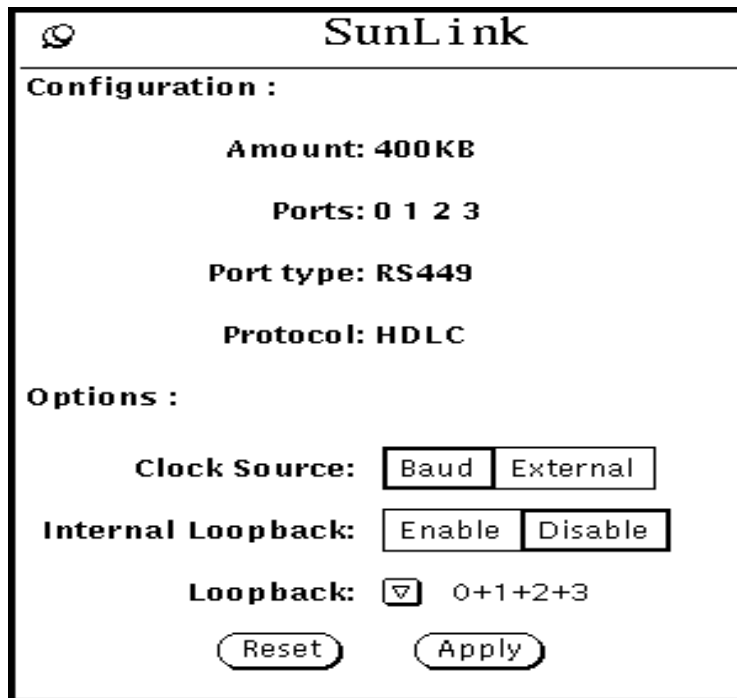 SunLink
Configuration :
Amount: 400KB
Ports: 0 1 2 3
Port type: RS449
Protocol: HDLC
Options :
Clock Source: Baud External
Internal Loopback: Enable Disable
Loopback: 0+1+2+3
Reset Apply